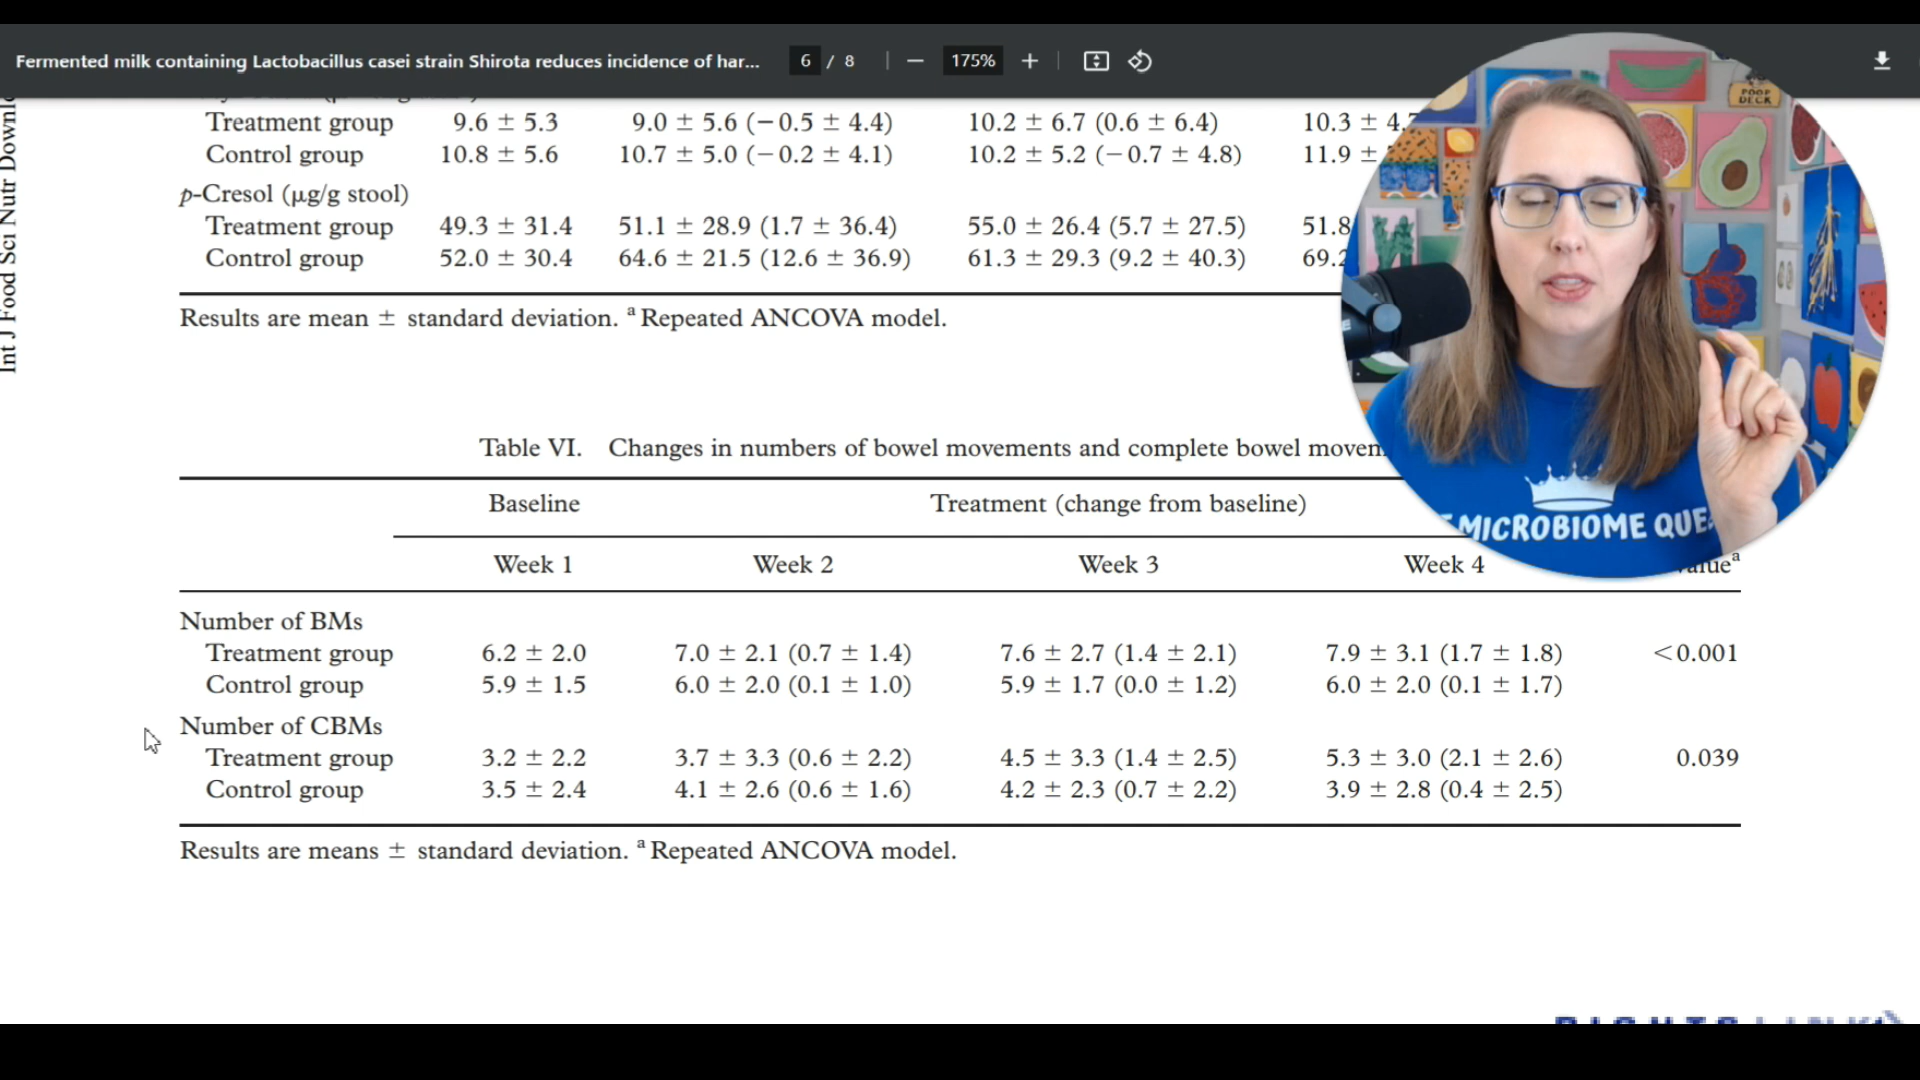 Fermented milk containing Lactobacillus casei strain Shirota reduces incidence of har... 6 / 8 175%
POOP
DECK
Treatment group 9.6 ± 5.3 9.0 ± 5.6 (−0.5 ± 4.4) 10.2 ± 6.7 (0.6 ± 6.4) 10.3 ±
Control group 10.8 ± 5.6 10.7 ± 5.0 (−0.2 ± 4.1) 10.2 ± 5.2 (−0.7 ± 4.8) 11.9 ±
p-Cresol (μg/g stool)
Treatment group 49.3 ± 31.4 51.1 ± 28.9 (1.7 ± 36.4) 55.0 ± 26.4 (5.7 ± 27.5) 51.8
Control group 52.0 ± 30.4 64.6 ± 21.5 (12.6 ± 36.9) 61.3 ± 29.3 (9.2 ± 40.3) 69.2
Results are mean ± standard deviation. a Repeated ANCOVA model.
Int J Food Sci Nutr
Table VI. Changes in numbers of bowel movements and complete bowel
Baseline Treatment (change from baseline)
MICROBIOME
Week 1 Week 2 Week 3 Week 4
Number of BMs
Treatment group 6.2 ± 2.0 7.0 ± 2.1 (0.7 ± 1.4) 7.6 ± 2.7 (1.4 ± 2.1) 7.9 ± 3.1 (1.7 ± 1.8) <0.001
Control group 5.9 ± 1.5 6.0 ± 2.0 (0.1 ± 1.0) 5.9 ± 1.7 (0.0 ± 1.2) 6.0 ± 2.0 (0.1 ± 1.7)
Number of CBMs
Treatment group 3.2 ± 2.2 3.7 ± 3.3 (0.6 ± 2.2) 4.5 ± 3.3 (1.4 ± 2.5) 5.3 ± 3.0 (2.1 ± 2.6) 0.039
Control group 3.5 ± 2.4 4.1 ± 2.6 (0.6 ± 1.6) 4.2 ± 2.3 (0.7 ± 2.2) 3.9 ± 2.8 (0.4 ± 2.5)
Results are means ± standard deviation. a Repeated ANCOVA model.